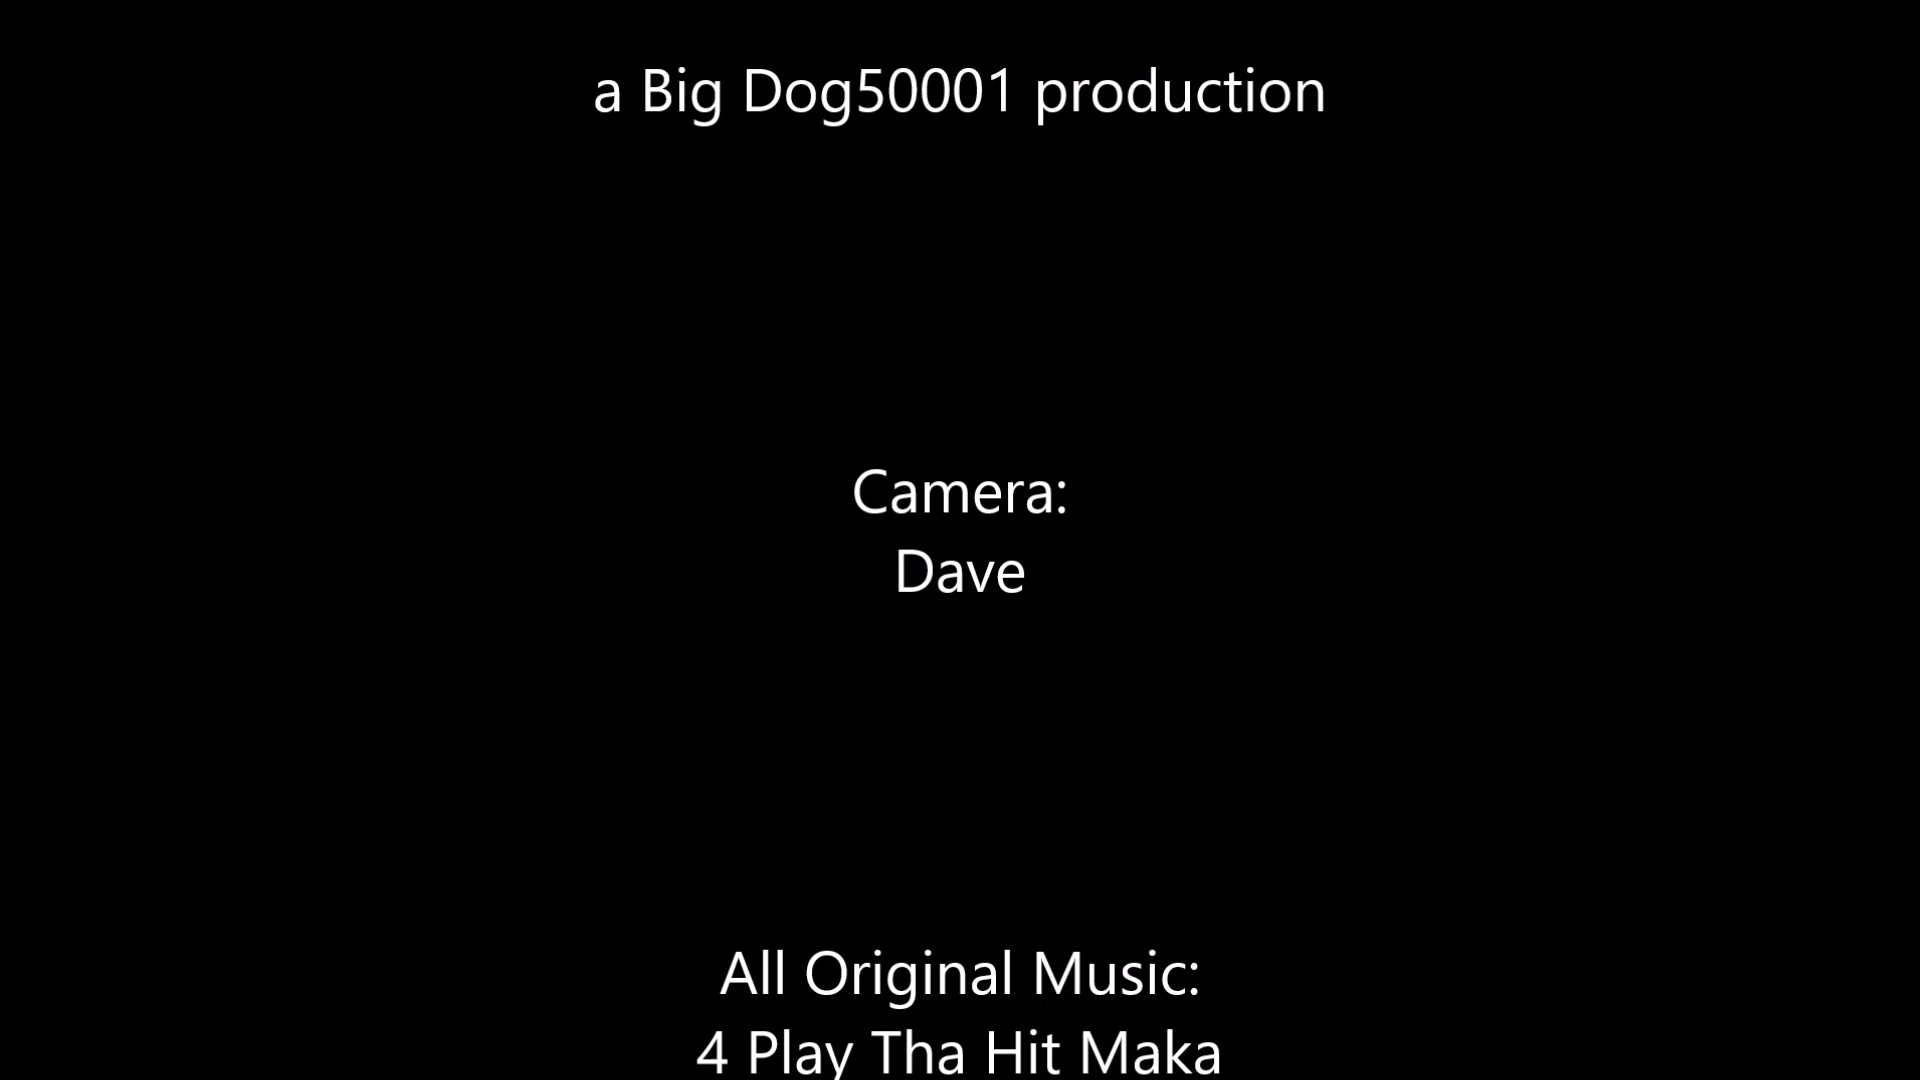 a Big Dog50001 production
Camera:
Dave
All Original Music:
4 Play Tha Hit Maka